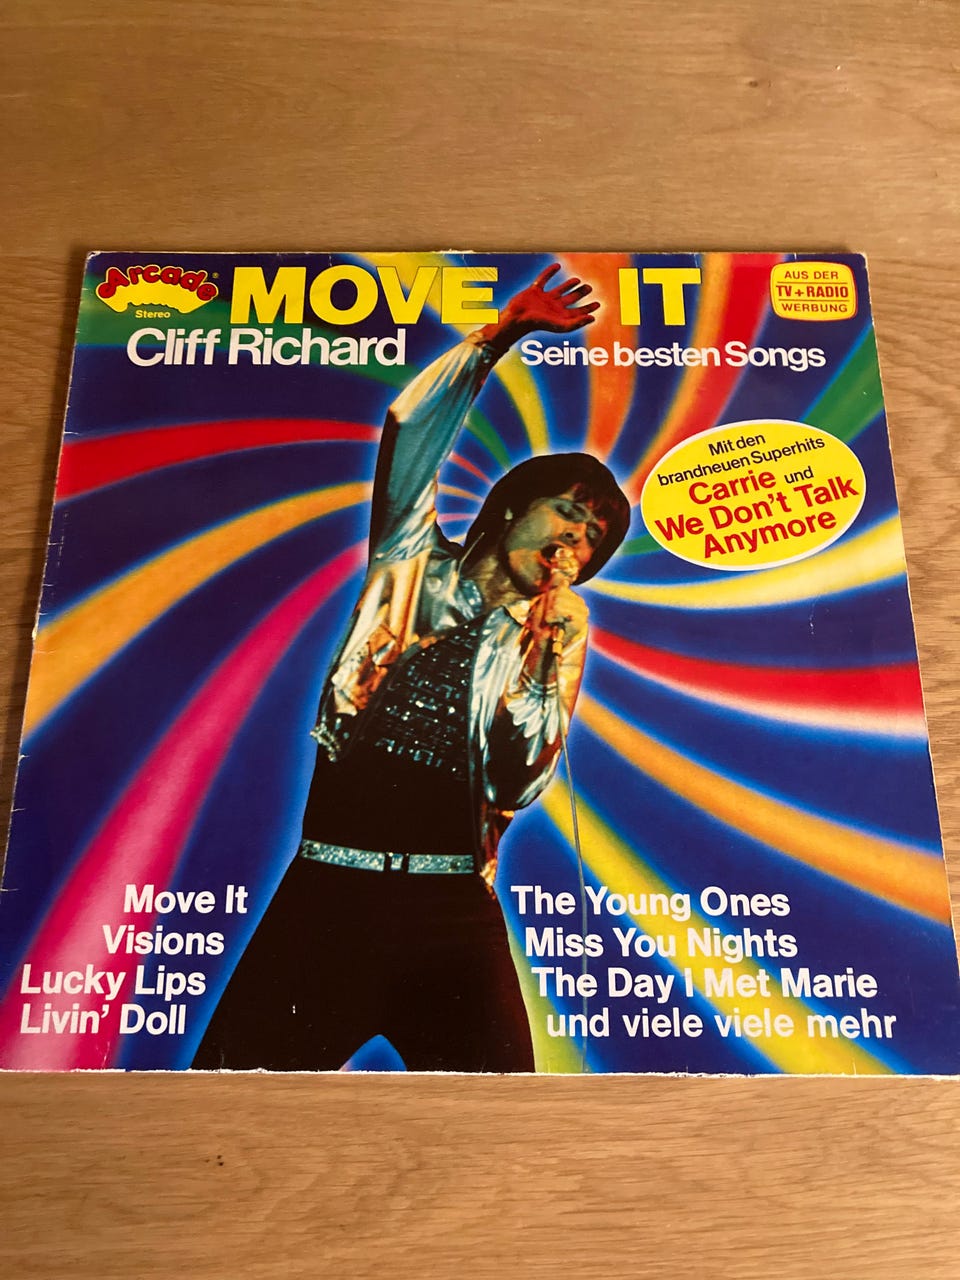 Arcade®
Stereo
MOVE IT
AUS DER
TV+RADIO
WERBUNG
Cliff Richard
Seine besten Songs
Mit den
brandneuen Superhits
Carrie und
We Don't Talk
Anymore
Move It
Visions
Lucky Lips
Livin' Doll
The Young Ones
Miss You Nights
The Day I Met Marie
und viele viele mehr